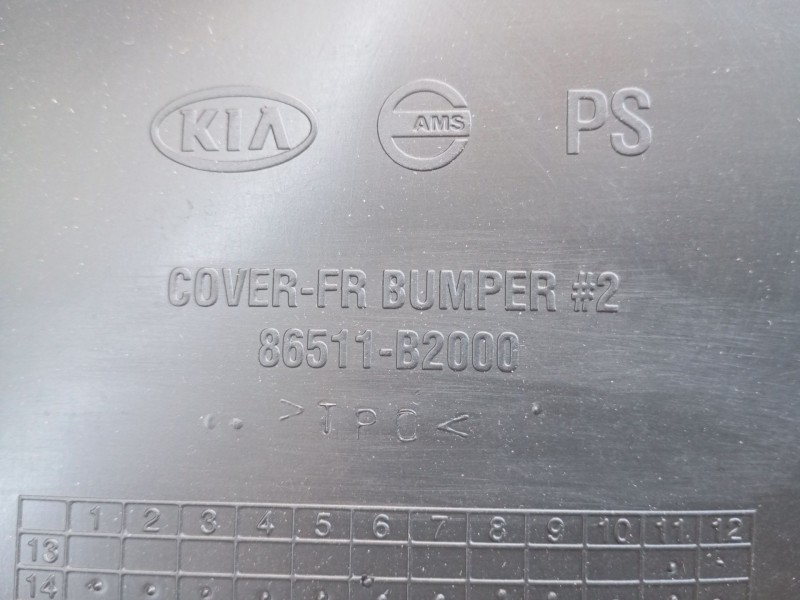 KIA AMS PS
COVER-FR BUMPER #2
86511-B2000
>TPO<
1 2 3 4 5 6 7 8 9 10 11 12
13
14